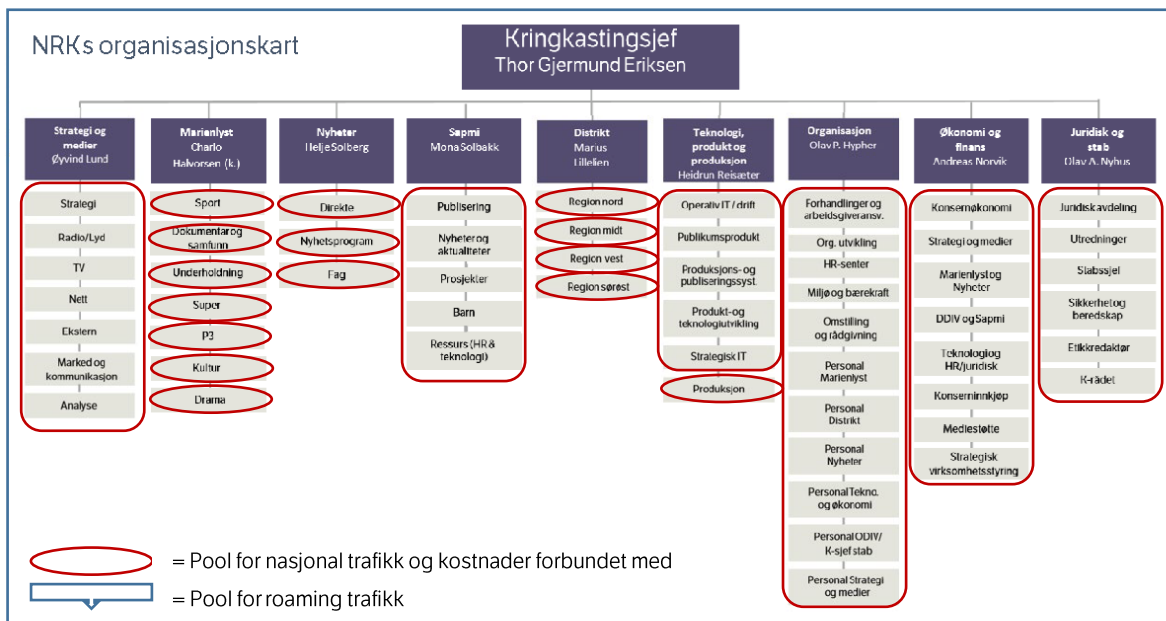 NRKs organisasjonskart
Kringkastingsjef
Thor Gjermund Eriksen
Strategi og
medier
Øyvind Lund
Strategi
Radio/Lyd
TV
Nett
Ekstern
Marked og
kommunikasjon
Analyse
Marienlyst
Charlo
Halvorsen (k.)
Sport
Dokumentar og
samfunn
Underholdning
Super
P3
Kultur
Drama
Nyheter
Helje Solberg
Direkte
Nyhetsprogram
Fag
Sapmi
Mona Solbakk
Publisering
Nyheter og
aktualiteter
Prosjekter
Barn
Ressurs (HR &
teknologi)
Distrikt
Marius
Lillelien
Region nord
Region midt
Region vest
Region sørøst
Teknologi,
produkt og
produksjon
Heidrun Reisæter
Operativ IT / drift
Publikumsprodukt
Produksjons- og
publiseringssyst.
Produkt- og
teknologiutrikling
Strategisk IT
Produksjon
Organisasjon
Olav P. Hypher
Forhandlinger og
arbeidsgiveransv.
Org. utvikling
HR-senter
Miljø og bærekraft
Omstilling
og rådgivning
Personal
Marienlyst
Personal
Distrikt
Personal
Nyheter
Personal Tekno.
og økonomi
Personal ODIV/
K-sjef stab
Personal Strategi
og medier
Økonomi og
finans
Andreas Norvik
Konsernøkonomi
Strategi og medier
Marienlyst og
Nyheter
DDIV og Sapmi
Teknologi og
HR/juridisk
Konserninnkjøp
Mediestøtte
Strategisk
virksomhetsstyring
Juridisk og
stab
Olav A. Nyhus
Juridisk avdeling
Utredninger
Stabssjef
Sikkerhet og
beredskap
Etikkredaktør
K-rådet
= Pool for nasjonal trafikk og kostnader forbundet med
= Pool for roaming trafikk